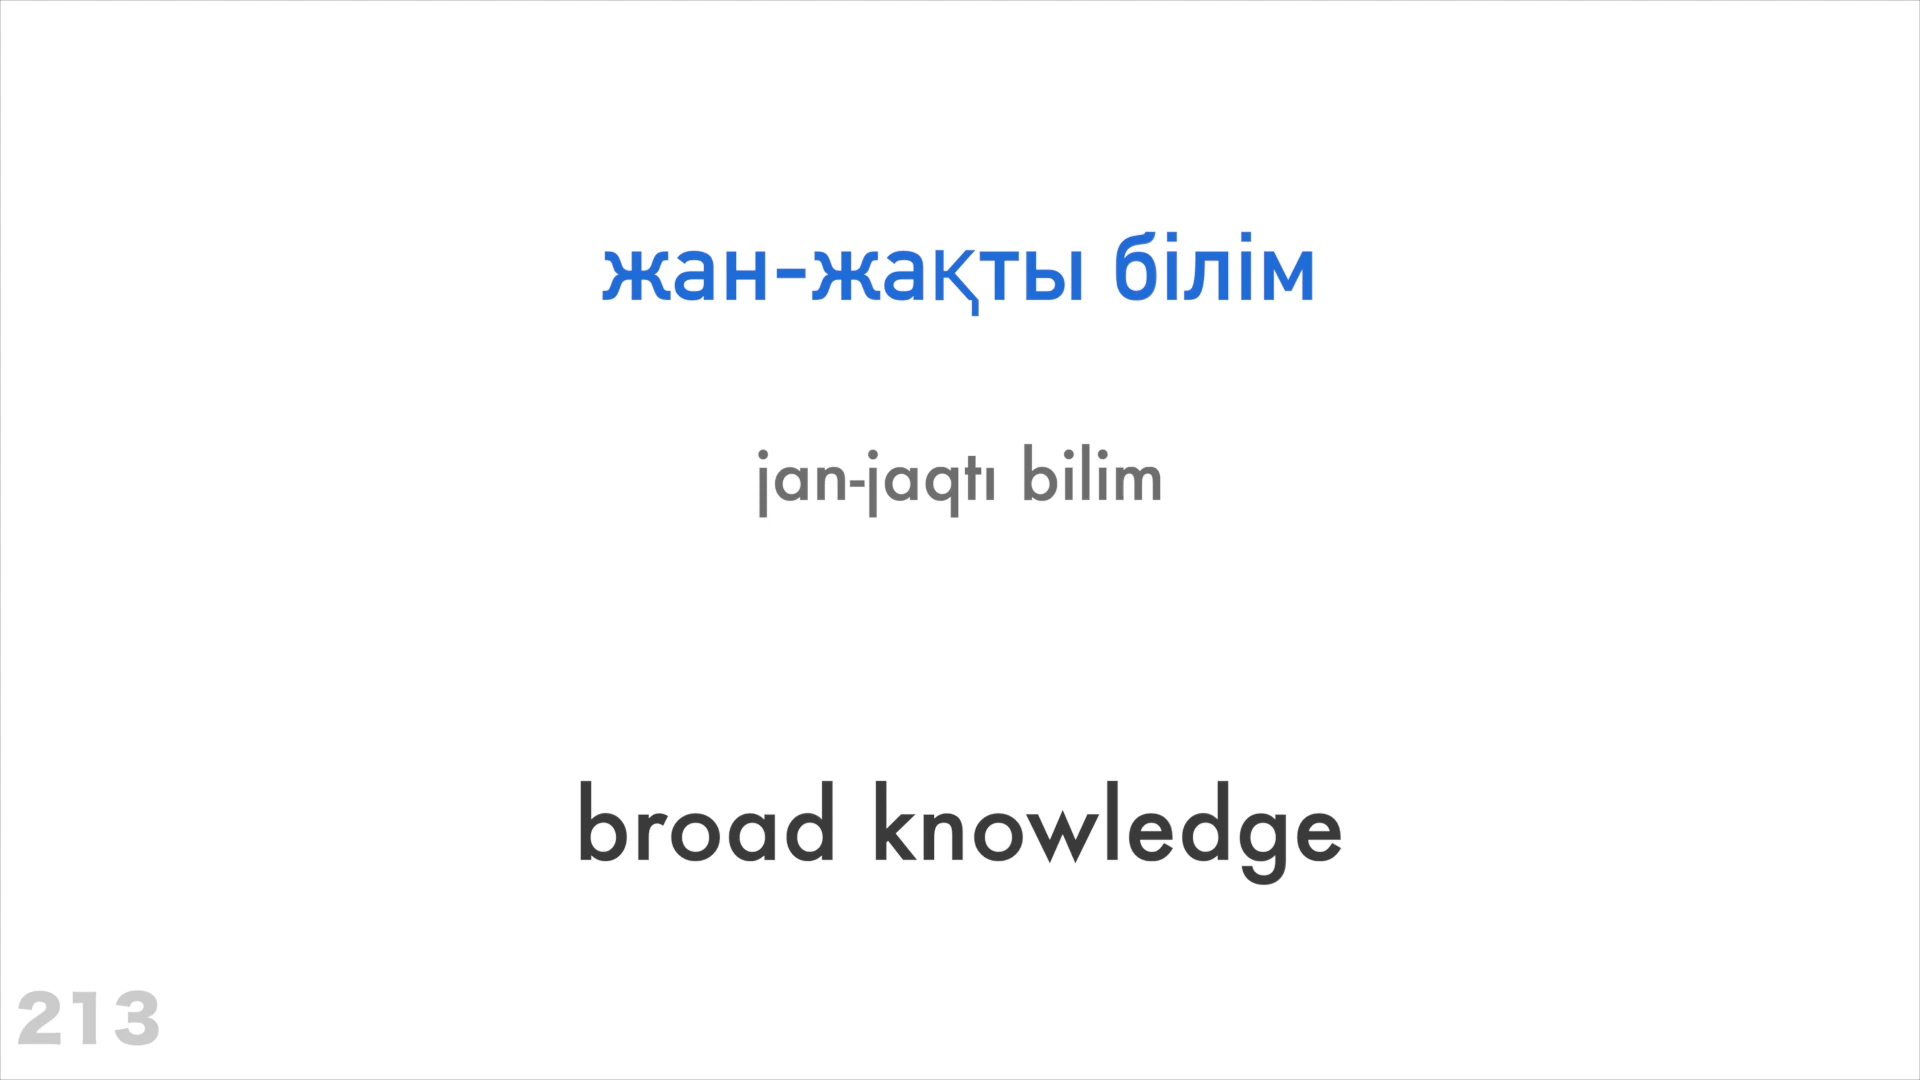 жан-жақты білім
jan-jaqtı bilim
broad knowledge
213